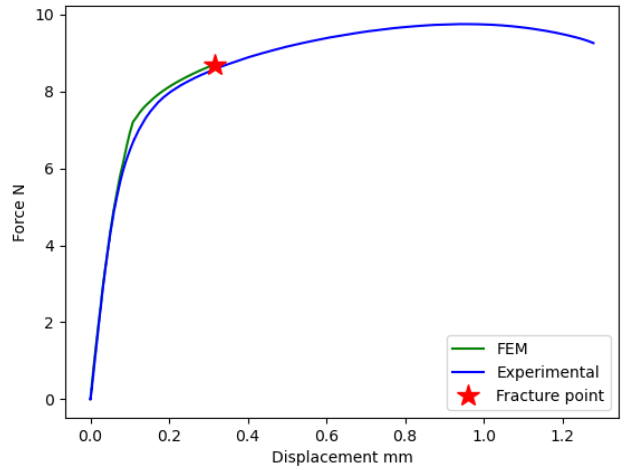 10
8
6
4
2
0
Force N
0.0 0.2 0.4 0.6 0.8 1.0 1.2
Displacement mm
FEM
Experimental
Fracture point